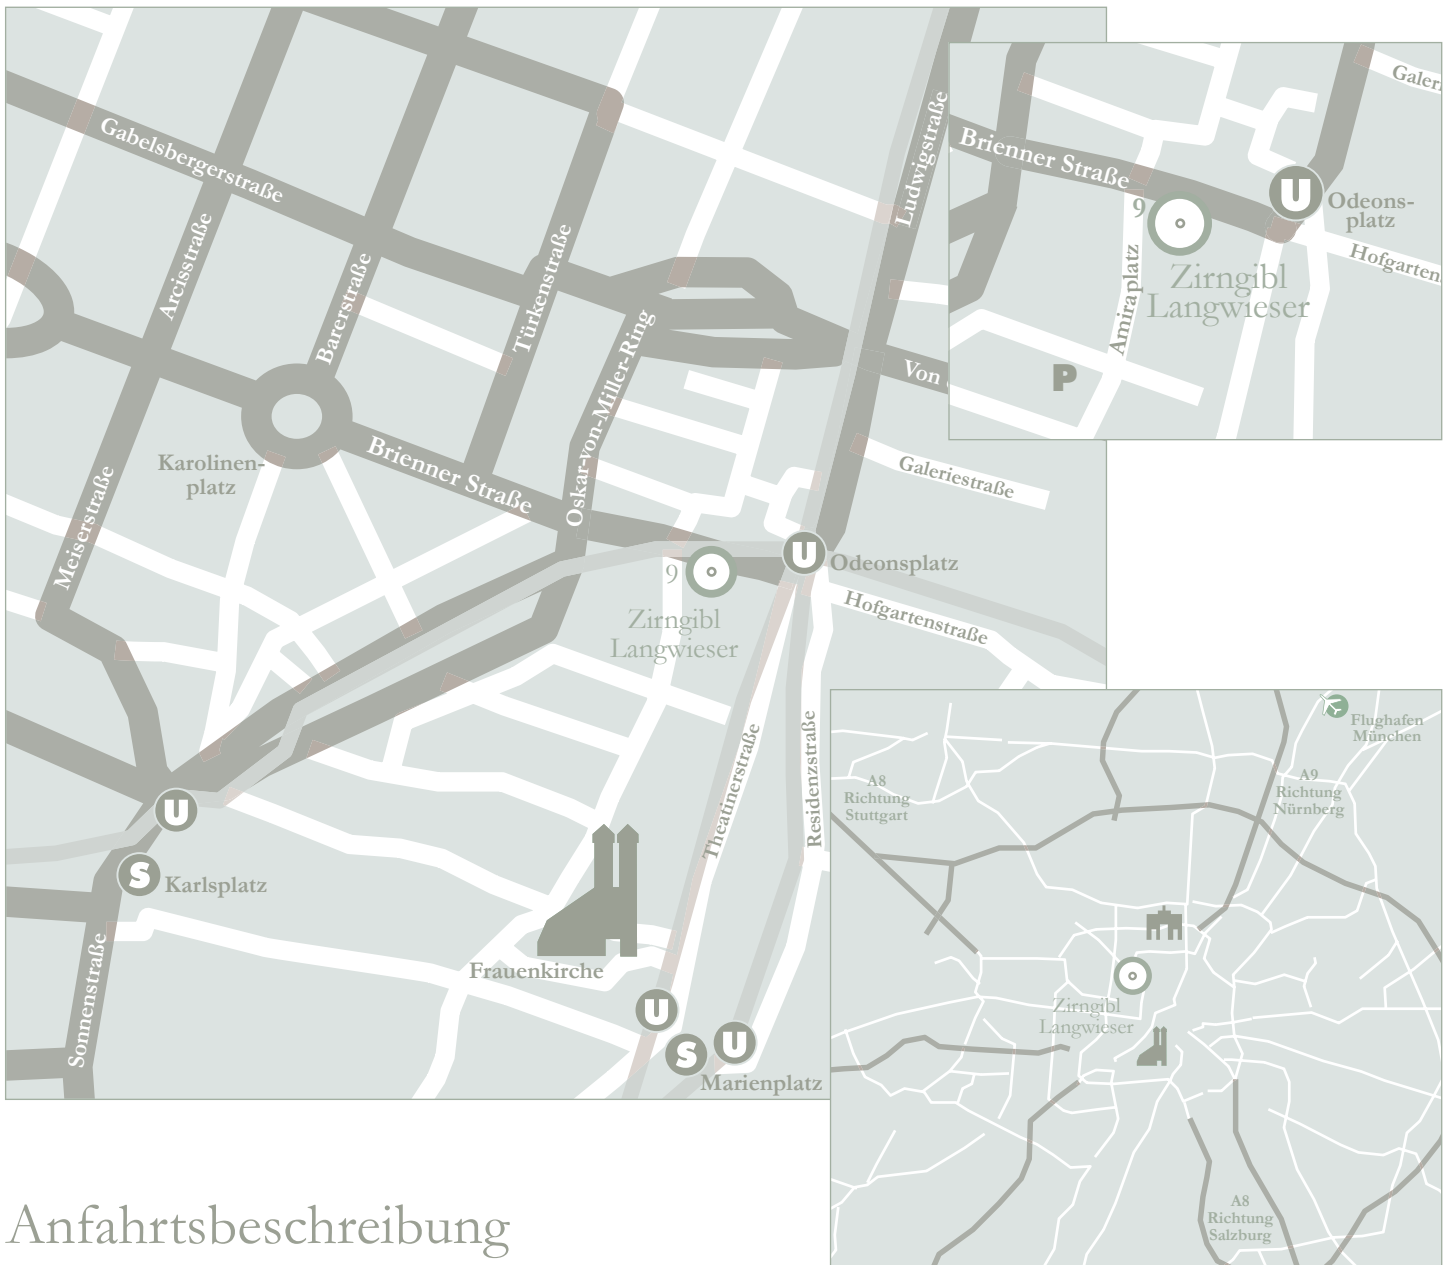 Gabelsbergerstraße
Arcisstraße
Barerstraße
Türkenstraße
Oskar-von-Miller-Ring
Ludwigstraße
Von
Karolinen-
platz
Brienner Straße
Meiserstraße
Galeriestraße
U
Odeonsplatz
9
Zirngibl
Langwieser
Hofgartenstraße
Theatinerstraße
Residenzstraße
U
S
Karlsplatz
Sonnenstraße
Frauenkirche
U
S
U
Marienplatz
Galer
Brienner Straße
9
U
Odeons-
platz
Hofgarten
Amiraplatz
Zirngibl
Langwieser
P
Flughafen
München
A8
Richtung
Stuttgart
A9
Richtung
Nürnberg
Zirngibl
Langwieser
A8
Richtung
Salzburg
Anfahrtsbeschreibung